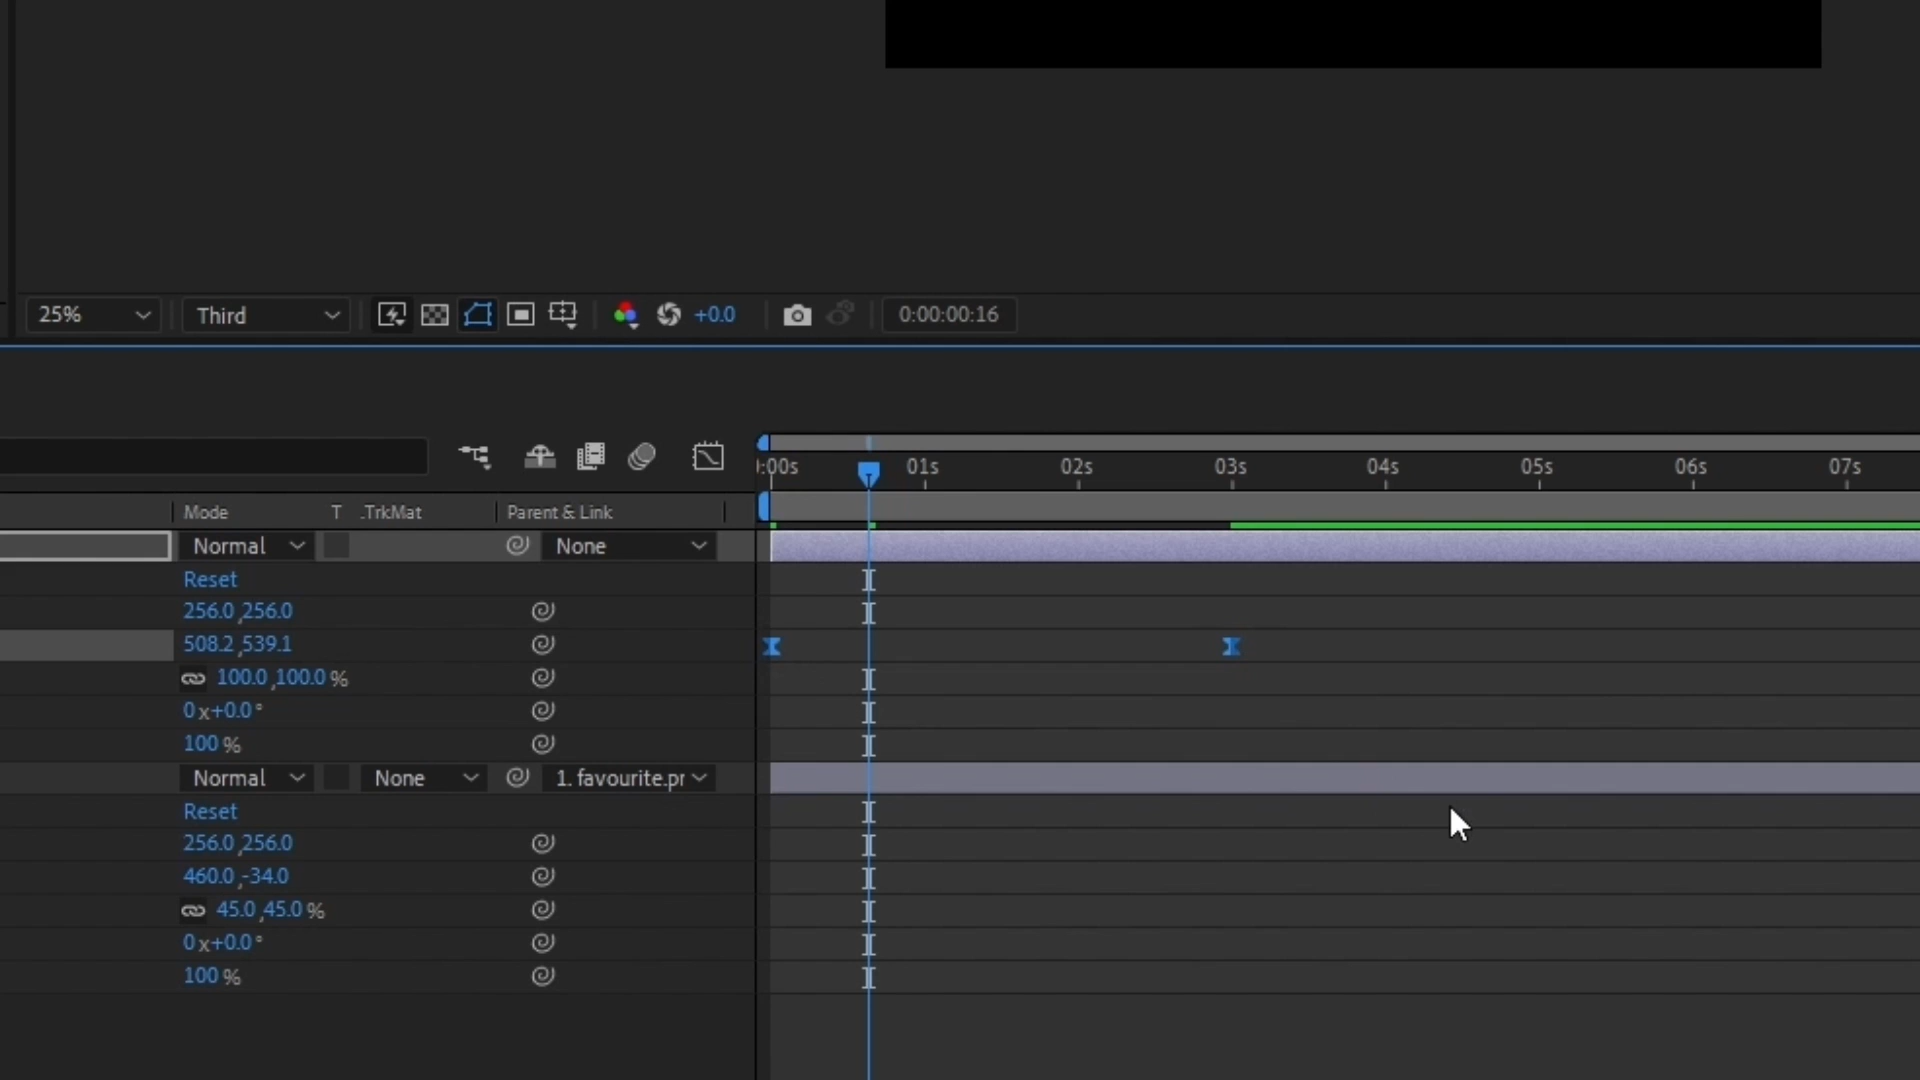 25% Third +0.0 0:00:00:16
):00s 01s 02s 03s 04s 05s 06s 07s
Mode T .TrkMat Parent & Link
Normal None
Reset
256.0,256.0
508.2,539.1
100.0,100.0%
0x+0.0°
100%
Normal None 1. favourite.pr
Reset
256.0,256.0
460.0,-34.0
45.0,45.0%
0x+0.0°
100%